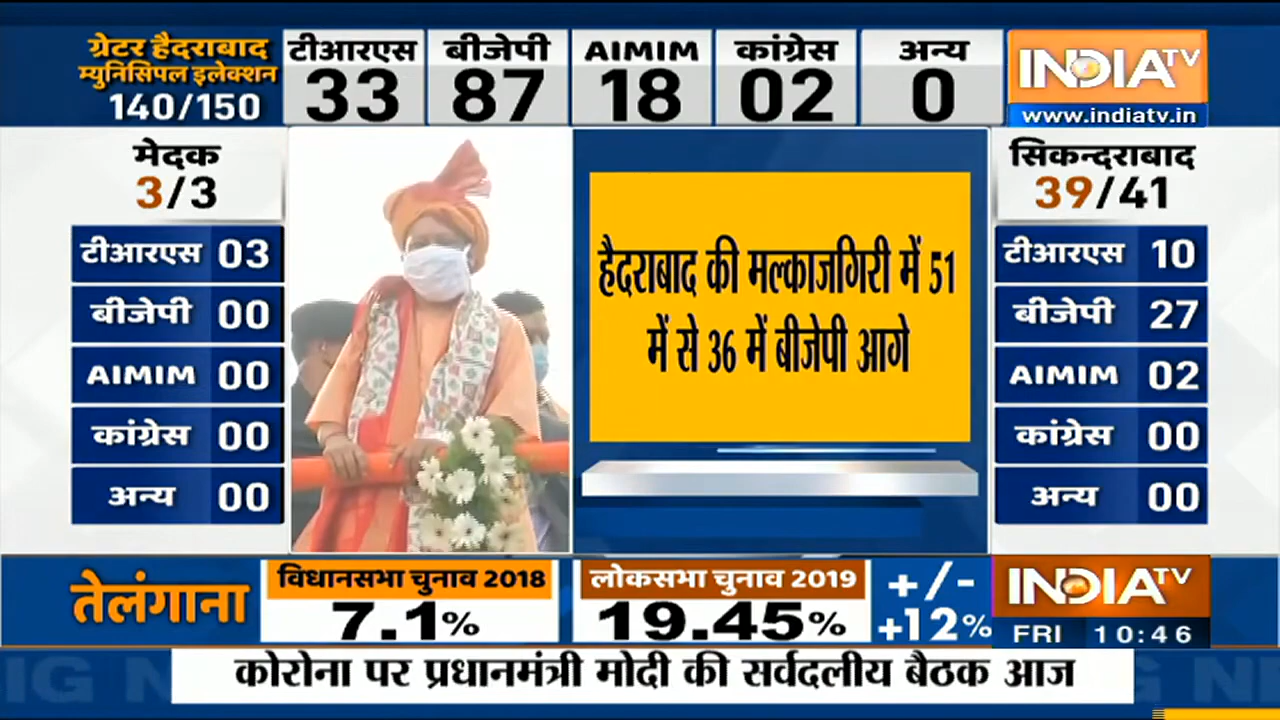 ग्रेटर हैदराबाद
म्युनिसिपल इलेक्शन
140/150
टीआरएस
33
बीजेपी
87
AIMIM
18
कांग्रेस
02
अन्य
0
INDIA TV
www.indiatv.in
मेदक
3/3
टीआरएस 03
बीजेपी 00
AIMIM 00
कांग्रेस 00
अन्य 00
हैदराबाद की मल्काजगिरी में 51
में से 36 में बीजेपी आगे
सिकन्दराबाद
39/41
टीआरएस 10
बीजेपी 27
AIMIM 02
कांग्रेस 00
अन्य 00
तेलंगाना
विधानसभा चुनाव 2018
7.1%
लोकसभा चुनाव 2019
19.45%
+/-
+12%
INDIA TV
FRI 10:46
कोरोना पर प्रधानमंत्री मोदी की सर्वदलीय बैठक आज